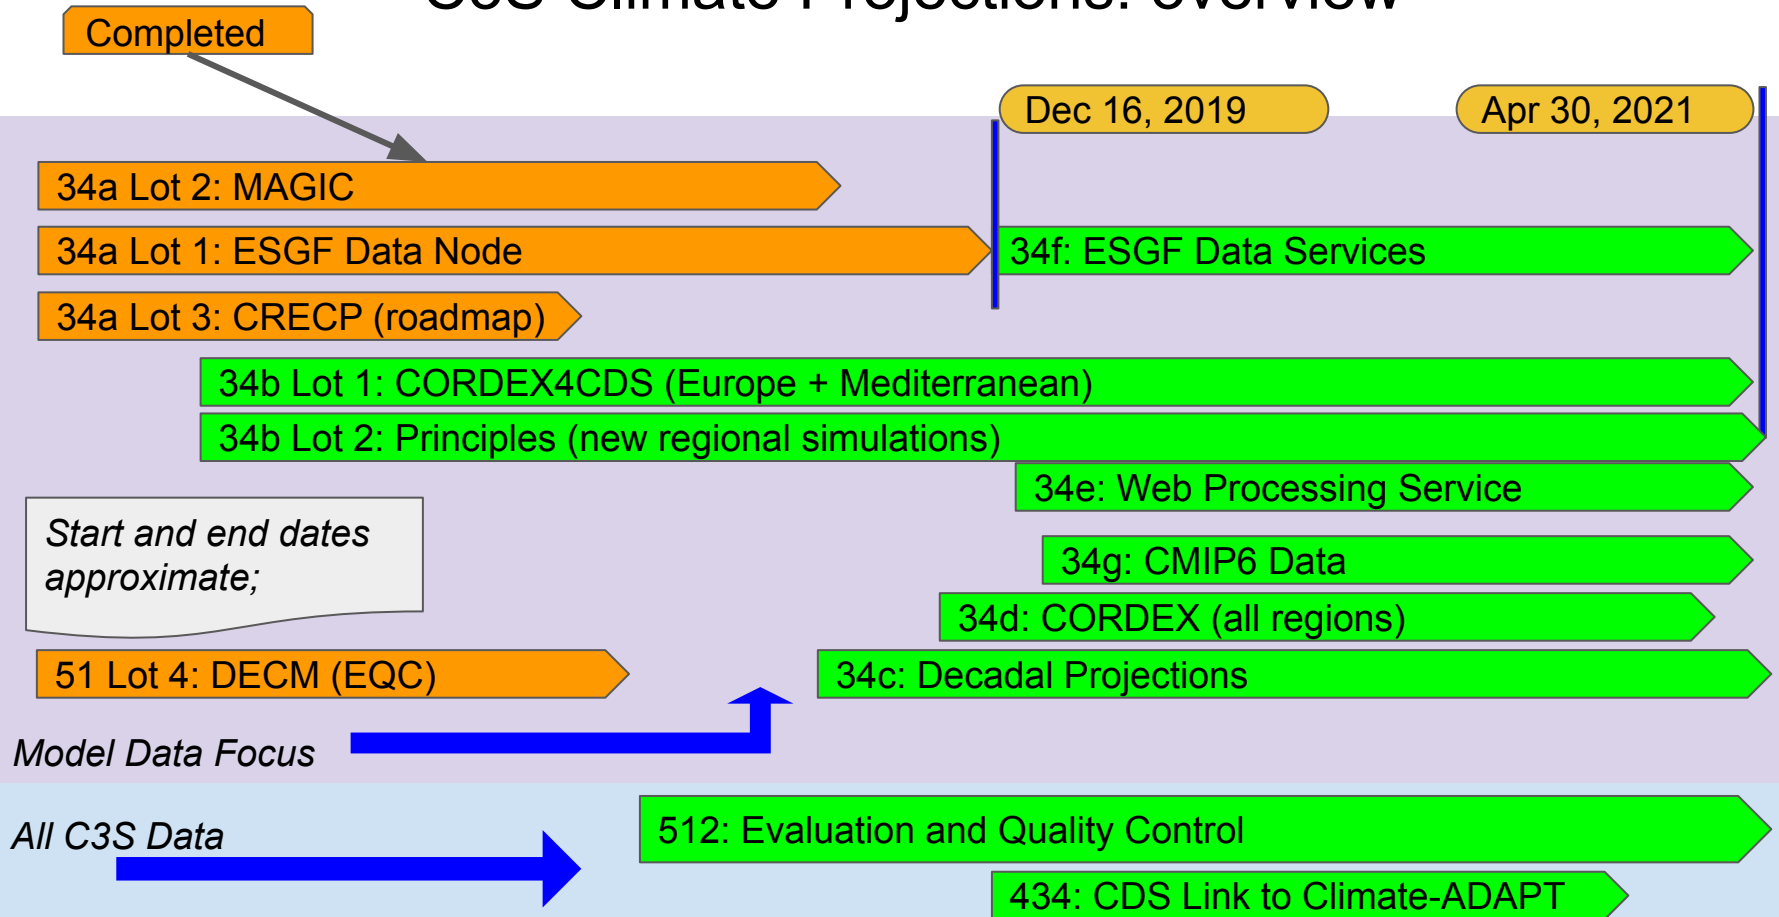 C3S Climate Projections: overview
Completed
Dec 16, 2019
Apr 30, 2021
34a Lot 2: MAGIC
34a Lot 1: ESGF Data Node
34f: ESGF Data Services
34a Lot 3: CRECP (roadmap)
34b Lot 1: CORDEX4CDS (Europe + Mediterranean)
34b Lot 2: Principles (new regional simulations)
34e: Web Processing Service
Start and end dates
approximate;
34g: CMIP6 Data
34d: CORDEX (all regions)
51 Lot 4: DECM (EQC)
34c: Decadal Projections
Model Data Focus
All C3S Data
512: Evaluation and Quality Control
434: CDS Link to Climate-ADAPT